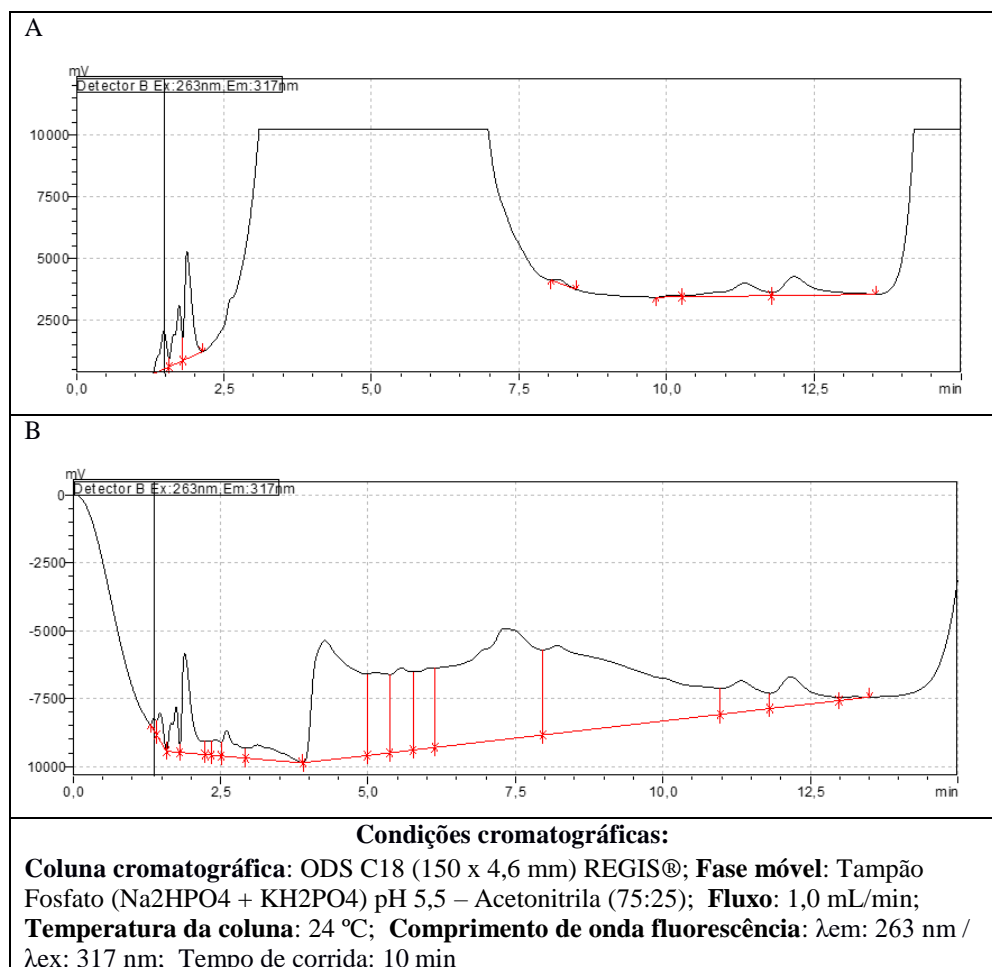 A
mV
Detector B Ex:263nm,Em:317nm
10000
7500
5000
2500
0,0 2,5 5,0 7,5 10,0 12,5 min
B
mV
Detector B Ex:263nm,Em:317nm
0
-2500
-5000
-7500
10000
0,0 2,5 5,0 7,5 10,0 12,5 min
Condições cromatográficas:
Coluna cromatográfica: ODS C18 (150 x 4,6 mm) REGIS®; Fase móvel: Tampão
Fosfato (Na2HPO4 + KH2PO4) pH 5,5 – Acetonitrila (75:25); Fluxo: 1,0 mL/min;
Temperatura da coluna: 24 ºC; Comprimento de onda fluorescência: λem: 263 nm /
λex: 317 nm; Tempo de corrida: 10 min